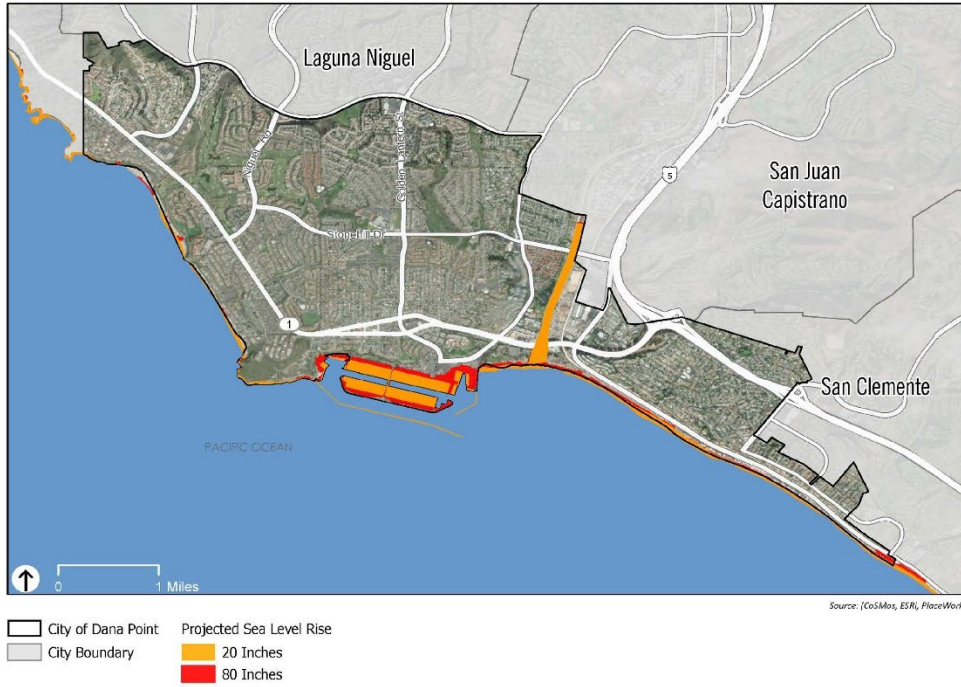 Laguna Niguel
San Juan
Capistrano
San Clemente
Niguel Rd
Golden Lantern St
Stonehill Dr
5
1
PACIFIC OCEAN
0 1 Miles
Source: (CoSMos, ESRI, PlaceWork
City of Dana Point
City Boundary
Projected Sea Level Rise
20 Inches
80 Inches